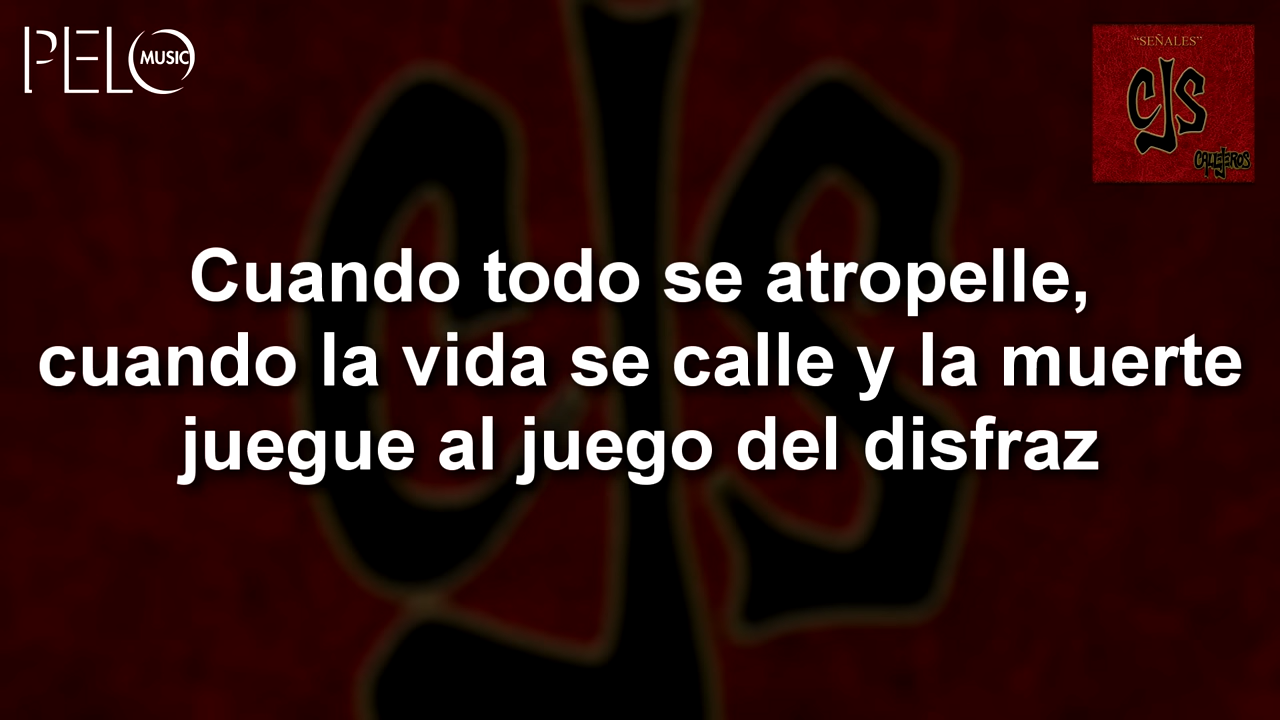 PELO MUSIC
“SEÑALES”
CJS
CALLEJEROS
Cuando todo se atropelle,
cuando la vida se calle y la muerte
juegue al juego del disfraz